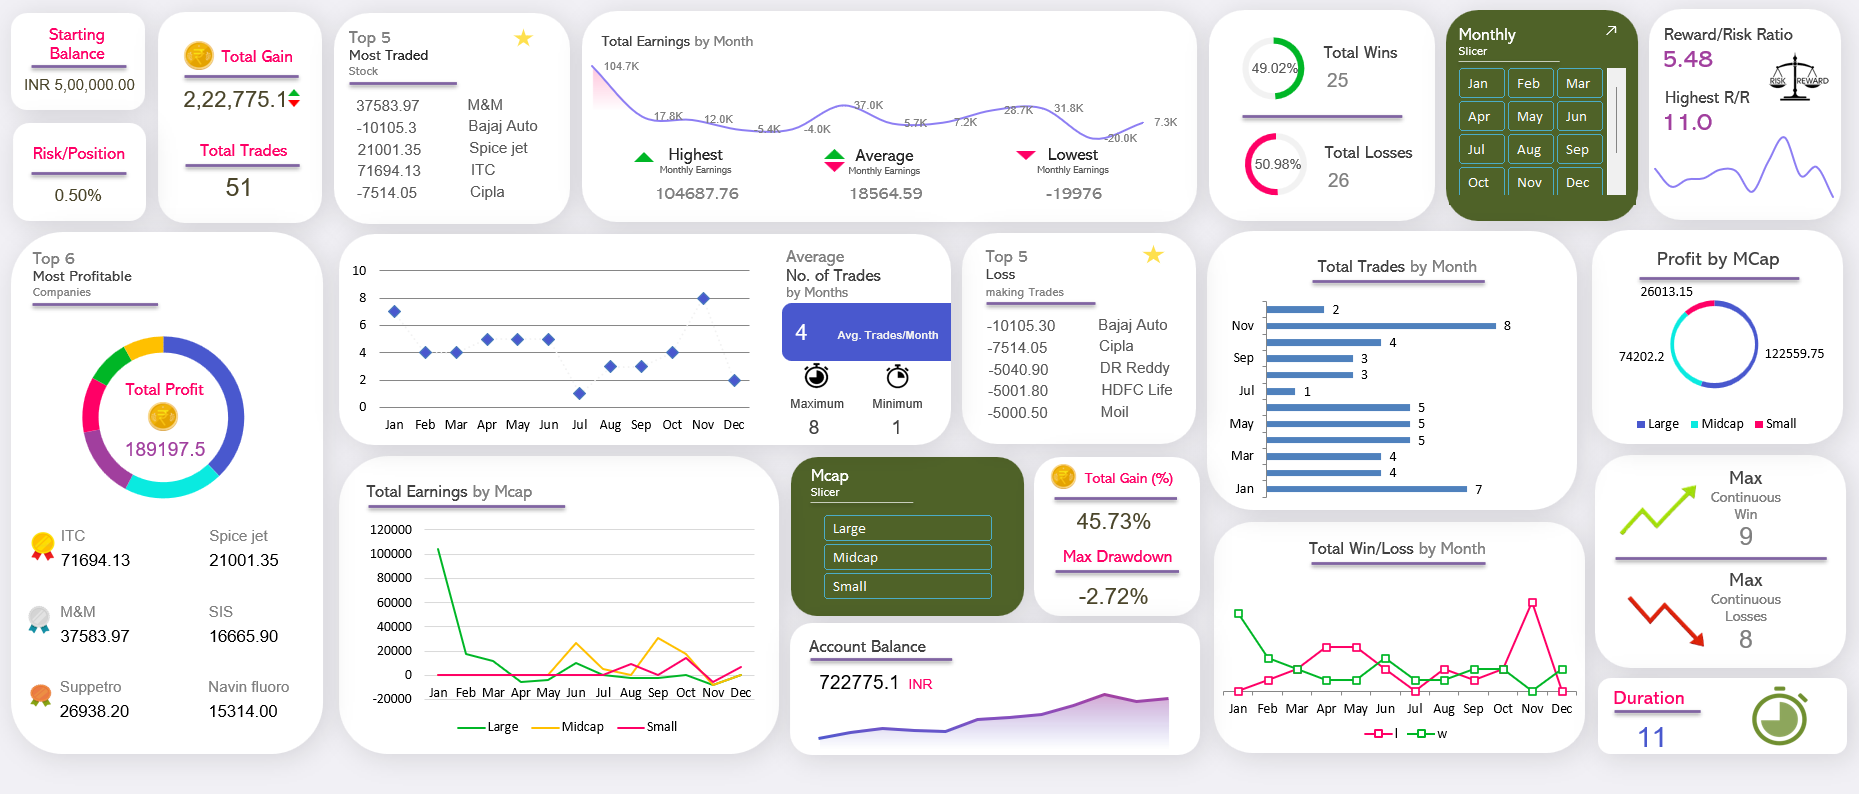 Starting
Balance
INR 5,00,000.00
Risk/Position
0.50%
Total Gain
2,22,775.1
Total Trades
51
Top 5
Most Traded
Stock
37583.97 M&M
-10105.3 Bajaj Auto
21001.35 Spice jet
71694.13 ITC
-7514.05 Cipla
Total Earnings by Month
104.7K
17.8K
12.0K
-5.4K
-4.0K
37.0K
5.7K
7.2K
28.7K
31.8K
-20.0K
7.3K
Highest
Monthly Earnings
104687.76
Average
Monthly Earnings
18564.59
Lowest
Monthly Earnings
-19976
49.02%
Total Wins
25
50.98%
Total Losses
26
Monthly
Slicer
Jan Feb Mar
Apr May Jun
Jul Aug Sep
Oct Nov Dec
Reward/Risk Ratio
5.48
RISK REWARD
Highest R/R
11.0
Top 6
Most Profitable
Companies
Total Profit
189197.5
ITC
71694.13
Spice jet
21001.35
M&M
37583.97
SIS
16665.90
Suppetro
26938.20
Navin fluoro
15314.00
10
8
6
4
2
0
Jan Feb Mar Apr May Jun Jul Aug Sep Oct Nov Dec
Average
No. of Trades
by Months
4 Avg. Trades/Month
Maximum
8
Minimum
1
Top 5
Loss
making Trades
-10105.30 Bajaj Auto
-7514.05 Cipla
-5040.90 DR Reddy
-5001.80 HDFC Life
-5000.50 Moil
Total Trades by Month
2
Nov 8
4
Sep 3
3
Jul 1
5
May 5
5
Mar 4
4
Jan 7
Profit by MCap
26013.15
74202.2
122559.75
Large Midcap Small
Total Earnings by Mcap
120000
100000
80000
60000
40000
20000
0
-20000
Jan Feb Mar Apr May Jun Jul Aug Sep Oct Nov Dec
Large Midcap Small
Mcap
Slicer
Large
Midcap
Small
Total Gain (%)
45.73%
Max Drawdown
-2.72%
Account Balance
722775.1 INR
Total Win/Loss by Month
Jan Feb Mar Apr May Jun Jul Aug Sep Oct Nov Dec
l w
Max
Continuous
Win
9
Max
Continuous
Losses
8
Duration
11